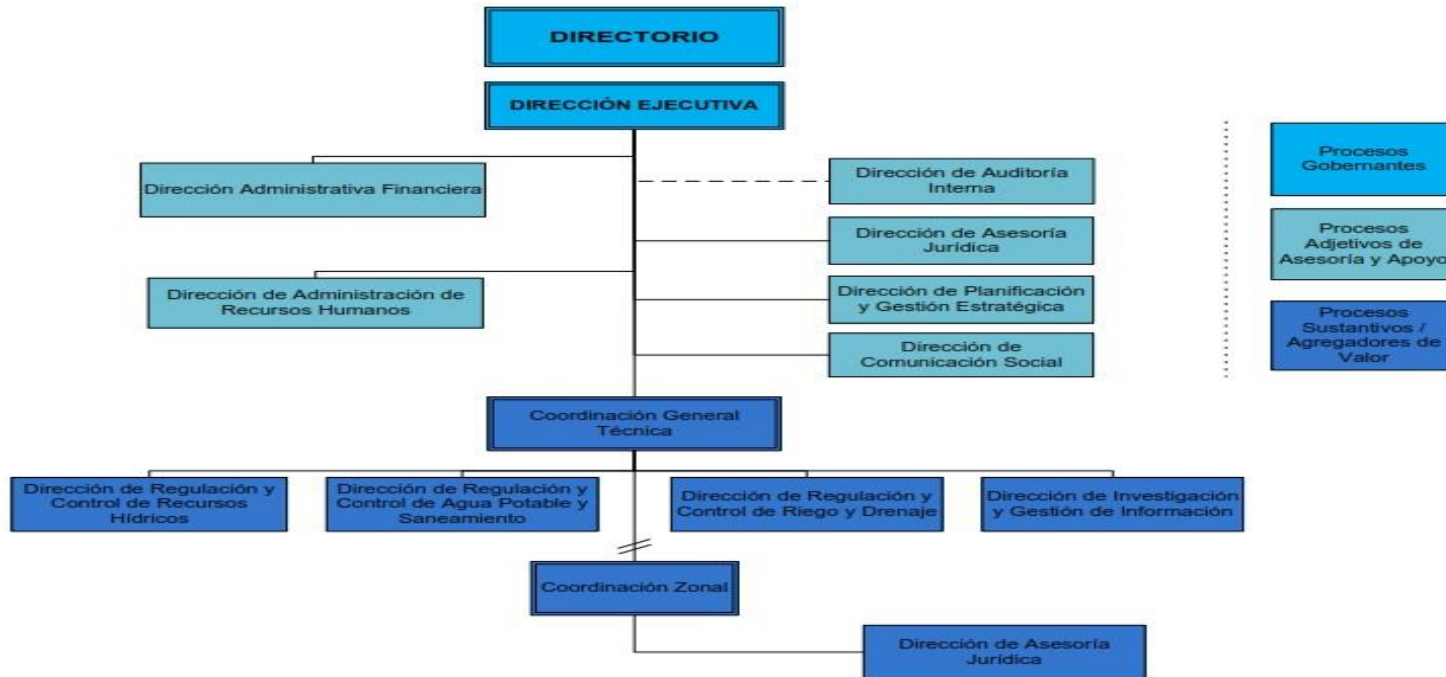 DIRECTORIO
DIRECCIÓN EJECUTIVA
Dirección Administrativa Financiera
Dirección de Administración de
Recursos Humanos
Dirección de Auditoría
Interna
Dirección de Asesoría
Jurídica
Dirección de Planificación
y Gestión Estratégica
Dirección de
Comunicación Social
Procesos
Gobernantes
Procesos
Adjetivos de
Asesoría y Apoyo
Procesos
Sustantivos /
Agregadores de
Valor
Coordinación General
Técnica
Dirección de Regulación y
Control de Recursos
Hídricos
Dirección de Regulación y
Control de Agua Potable y
Saneamiento
Dirección de Regulación y
Control de Riego y Drenaje
Dirección de Investigación
y Gestión de Información
Coordinación Zonal
Dirección de Asesoría
Jurídica